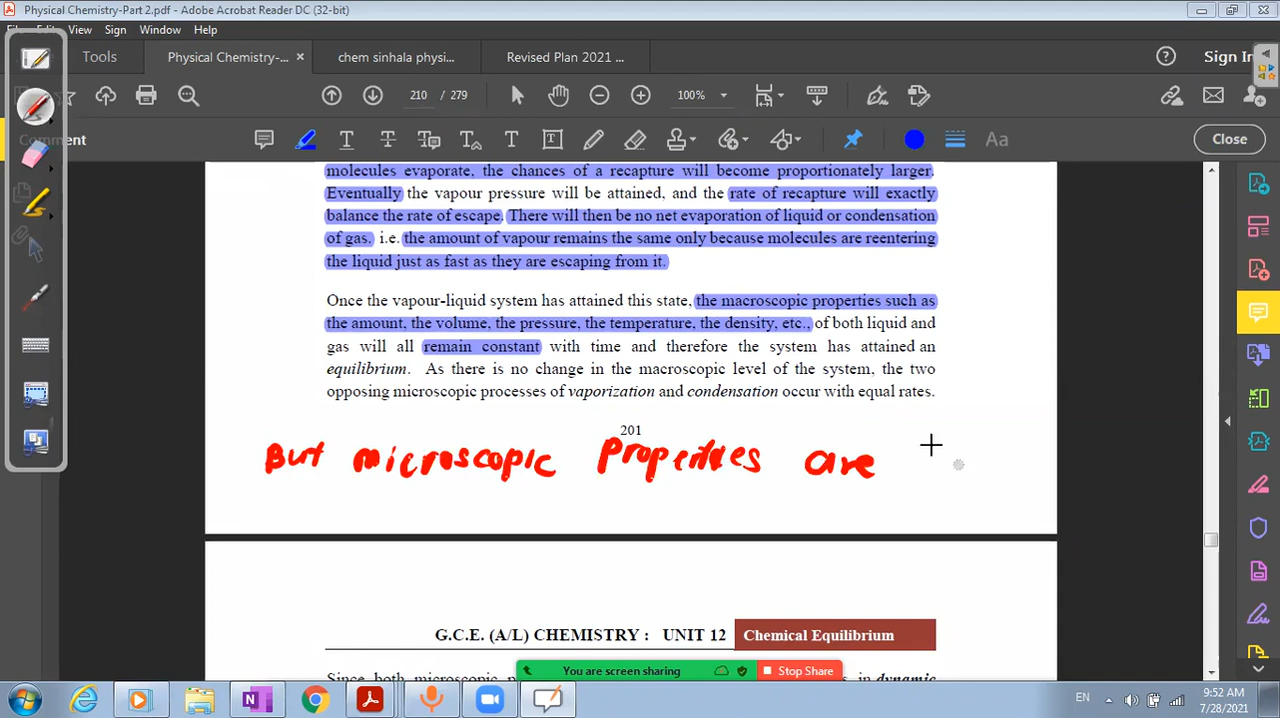 Physical Chemistry-Part 2.pdf - Adobe Acrobat Reader DC (32-bit)
View Sign Window Help
Tools Physical Chemistry-... × chem sinhala physi... Revised Plan 2021 ... Sign In
210 / 279 100%
Comment Close
molecules evaporate, the chances of a recapture will become proportionately larger.
Eventually the vapour pressure will be attained, and the rate of recapture will exactly
balance the rate of escape. There will then be no net evaporation of liquid or condensation
of gas. i.e. the amount of vapour remains the same only because molecules are reentering
the liquid just as fast as they are escaping from it.
Once the vapour-liquid system has attained this state, the macroscopic properties such as
the amount, the volume, the pressure, the temperature, the density, etc., of both liquid and
gas will all remain constant with time and therefore the system has attained an
equilibrium. As there is no change in the macroscopic level of the system, the two
opposing microscopic processes of vaporization and condensation occur with equal rates.
201
But microscopic properties are
G.C.E. (A/L) CHEMISTRY : UNIT 12 Chemical Equilibrium
You are screen sharing Stop Share
Since both microscopic in dynamic
EN 9:52 AM
7/28/2021